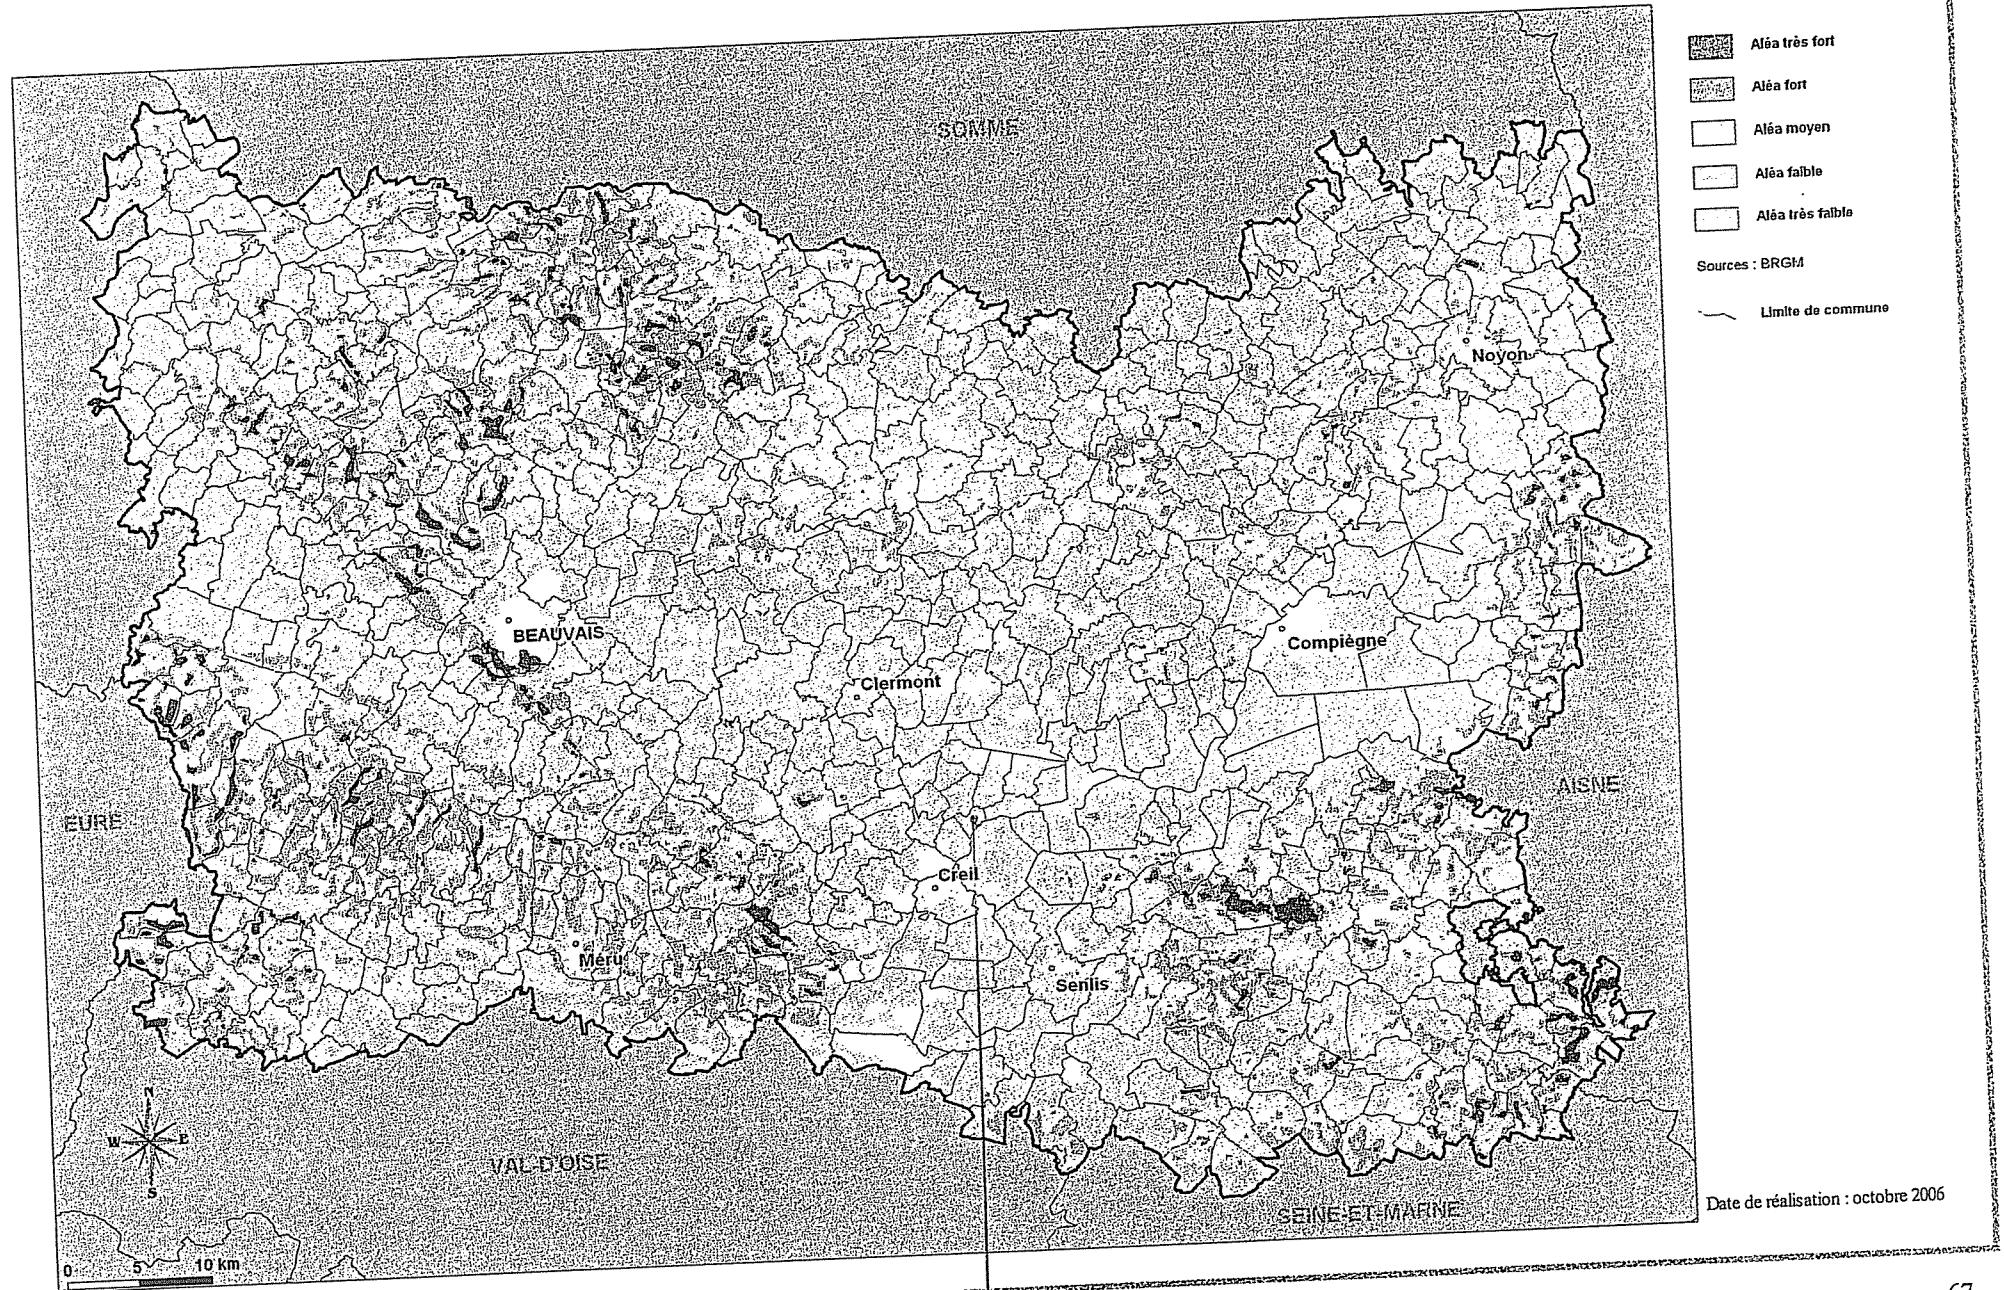 Aléa très fort
Aléa fort
Aléa moyen
Aléa faible
Aléa très faible
Sources : BRGM
Limite de commune
SOMME
Noyon
BEAUVAIS
Compiègne
Clermont
AISNE
EURE
Creil
Méru
Senlis
N
W E
S
VAL-D'OISE
SEINE-ET-MARNE
Date de réalisation : octobre 2006
0 5 10 km
67